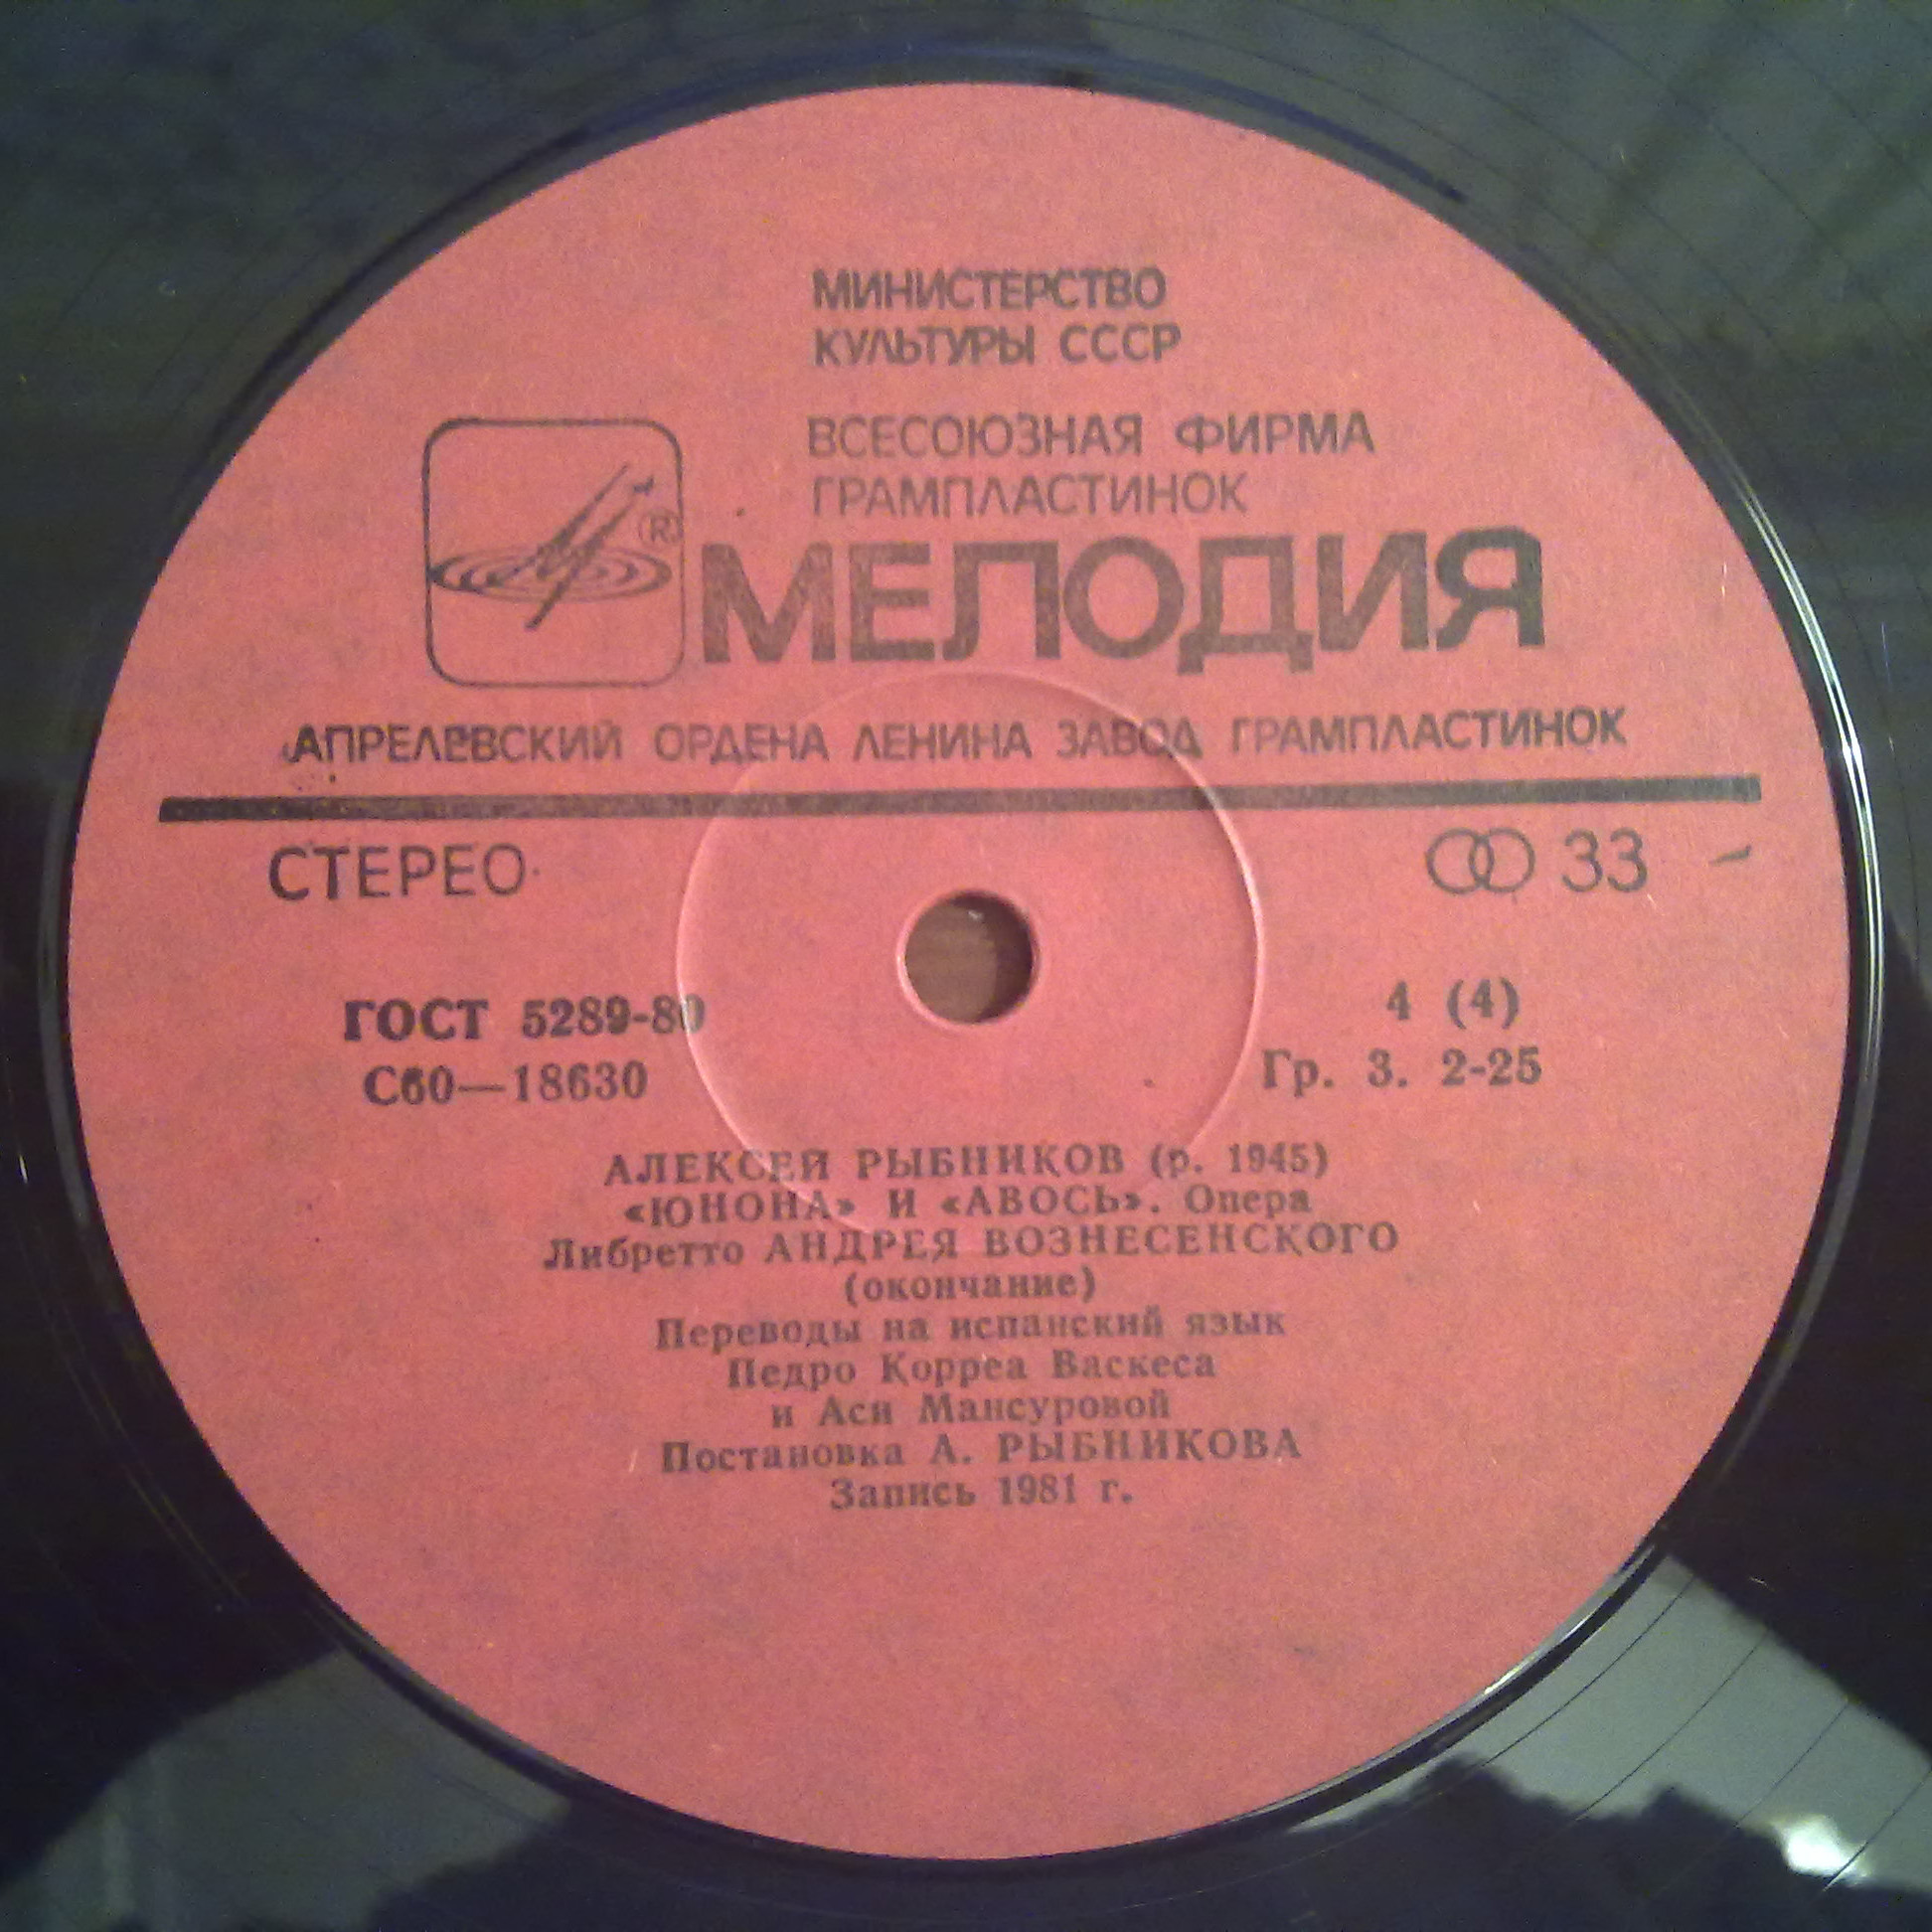 МИНИСТЕРСТВО
КУЛЬТУРЫ СССР
ВСЕСОЮЗНАЯ ФИРМА
ГРАМПЛАСТИНОК
®
МЕЛОДИЯ
АПРЕЛЕВСКИЙ ОРДЕНА ЛЕНИНА ЗАВОД ГРАМПЛАСТИНОК
СТЕРЕО 33
ГОСТ 5289-80 4 (4)
С60—18630 Гр. 3. 2-25
АЛЕКСЕЙ РЫБНИКОВ (р. 1945)
«ЮНОНА» И «АВОСЬ». Опера
Либретто АНДРЕЯ ВОЗНЕСЕНСКОГО
(окончание)
Переводы на испанский язык
Педро Корреа Васкеса
и Аси Мансуровой
Постановка А. РЫБНИКОВА
Запись 1981 г.